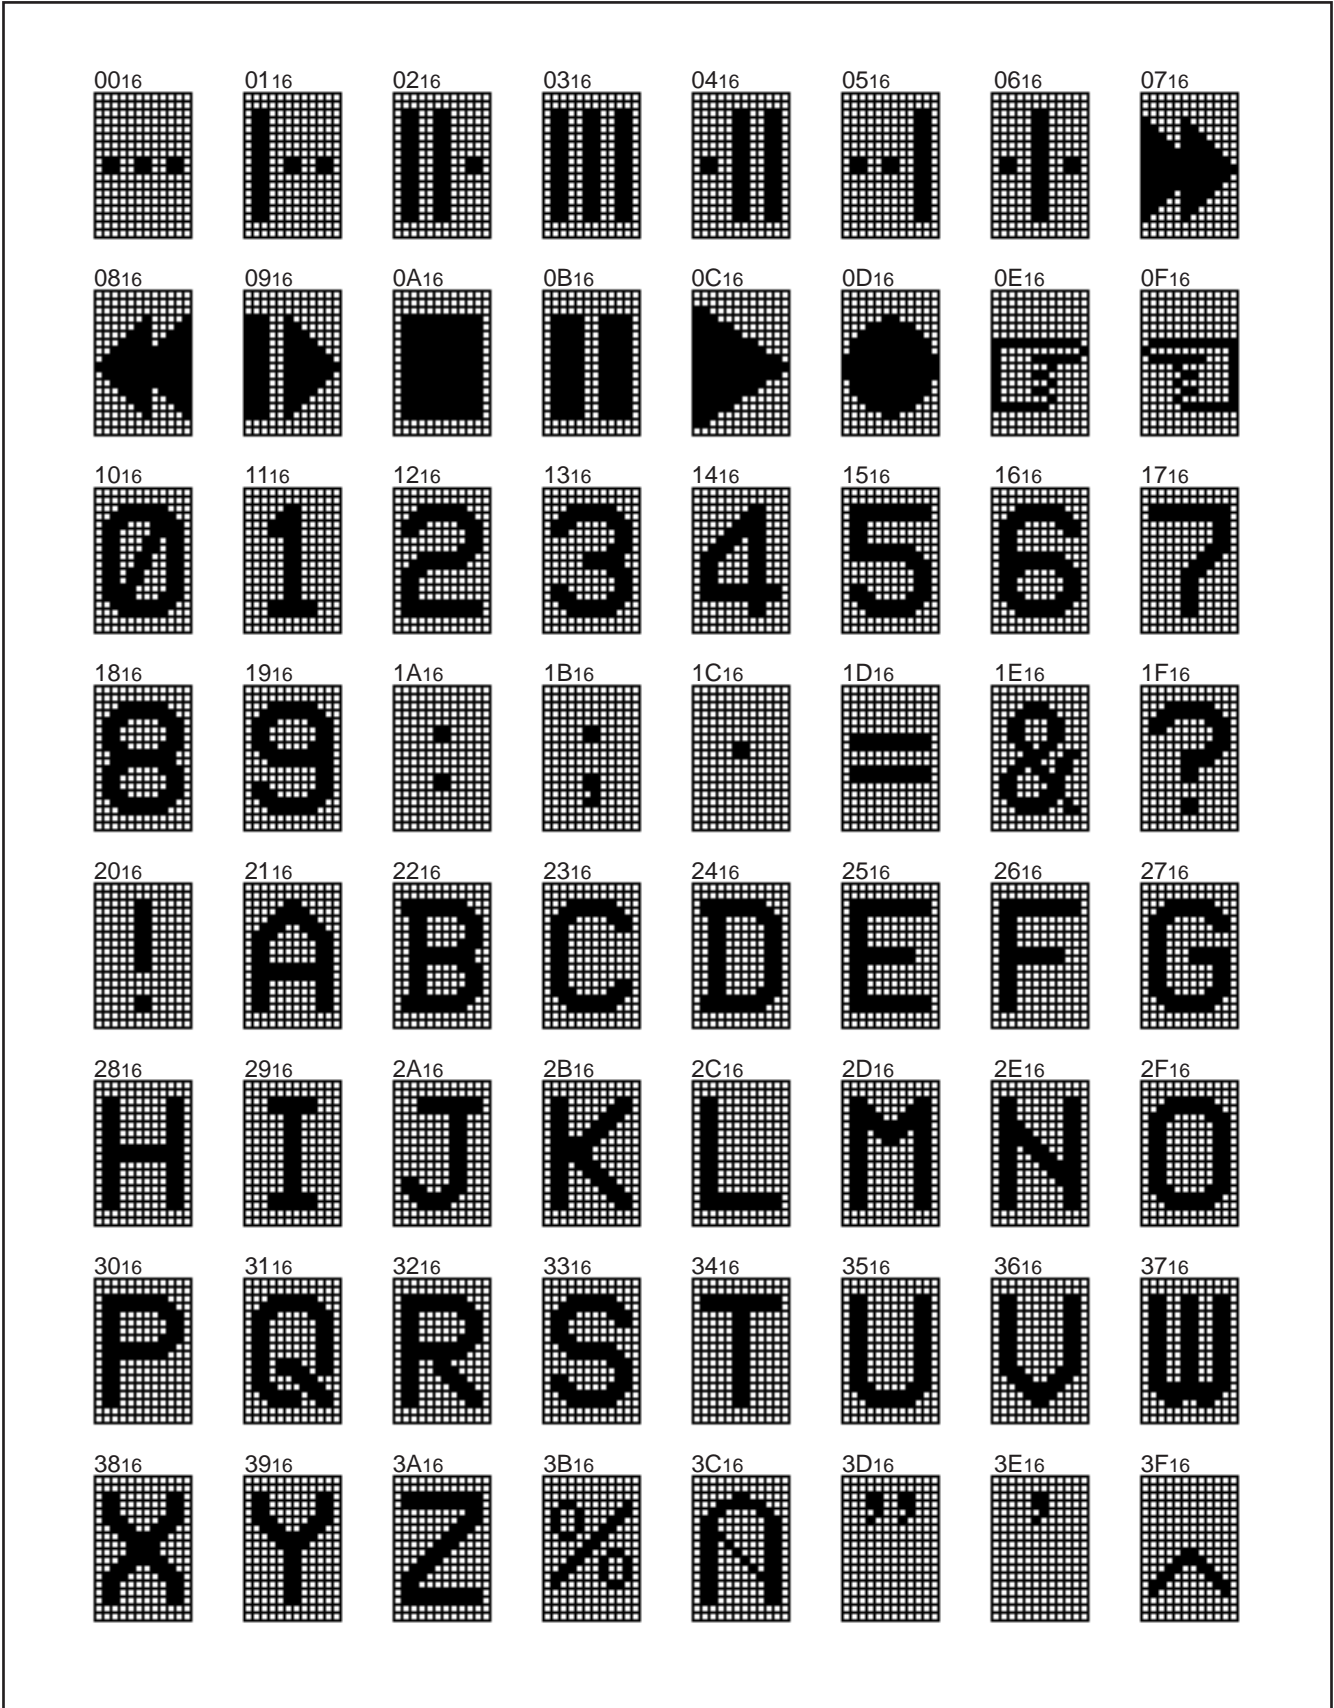 0016 0116 0216 0316 0416 0516 0616 0716
0816 0916 0A16 0B16 0C16 0D16 0E16 0F16
1016 1116 1216 1316 1416 1516 1616 1716
0 1 2 3 4 5 6 7
1816 1916 1A16 1B16 1C16 1D16 1E16 1F16
8 9 : ; · = & ?
2016 2116 2216 2316 2416 2516 2616 2716
! A B C D E F G
2816 2916 2A16 2B16 2C16 2D16 2E16 2F16
H I J K L M N O
3016 3116 3216 3316 3416 3516 3616 3716
P Q R S T U V W
3816 3916 3A16 3B16 3C16 3D16 3E16 3F16
X Y Z % ” ’